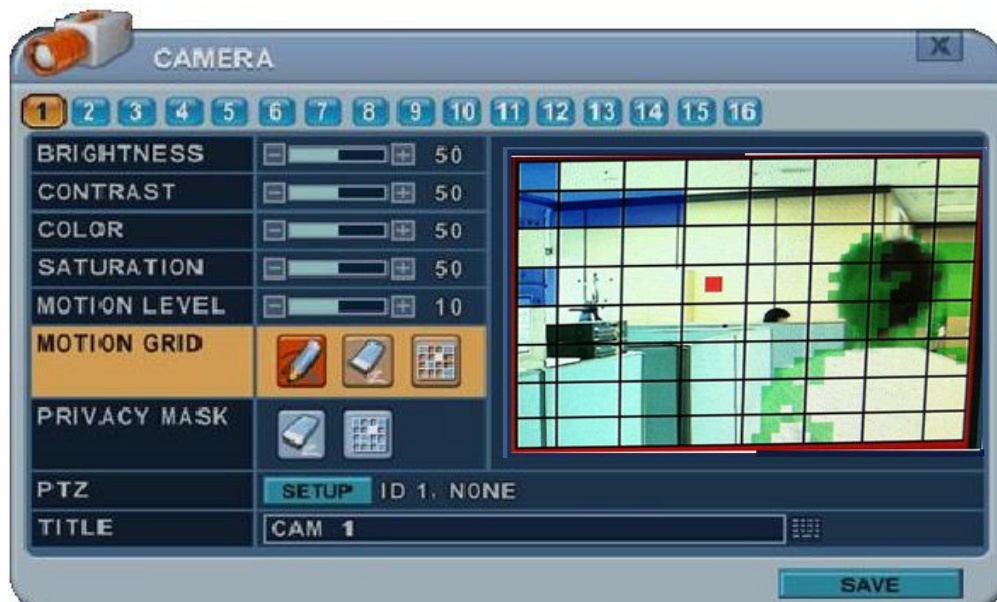 CAMERA
X
1 2 3 4 5 6 7 8 9 10 11 12 13 14 15 16
BRIGHTNESS 50
CONTRAST 50
COLOR 50
SATURATION 50
MOTION LEVEL 10
MOTION GRID
PRIVACY MASK
PTZ SETUP ID 1. NONE
TITLE CAM 1
SAVE